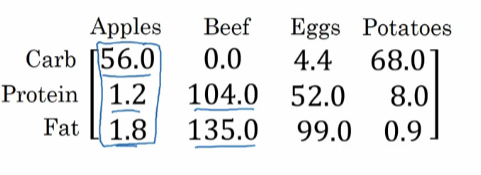 Apples Beef Eggs Potatoes
Carb 56.0 0.0 4.4 68.0
Protein 1.2 104.0 52.0 8.0
Fat 1.8 135.0 99.0 0.9